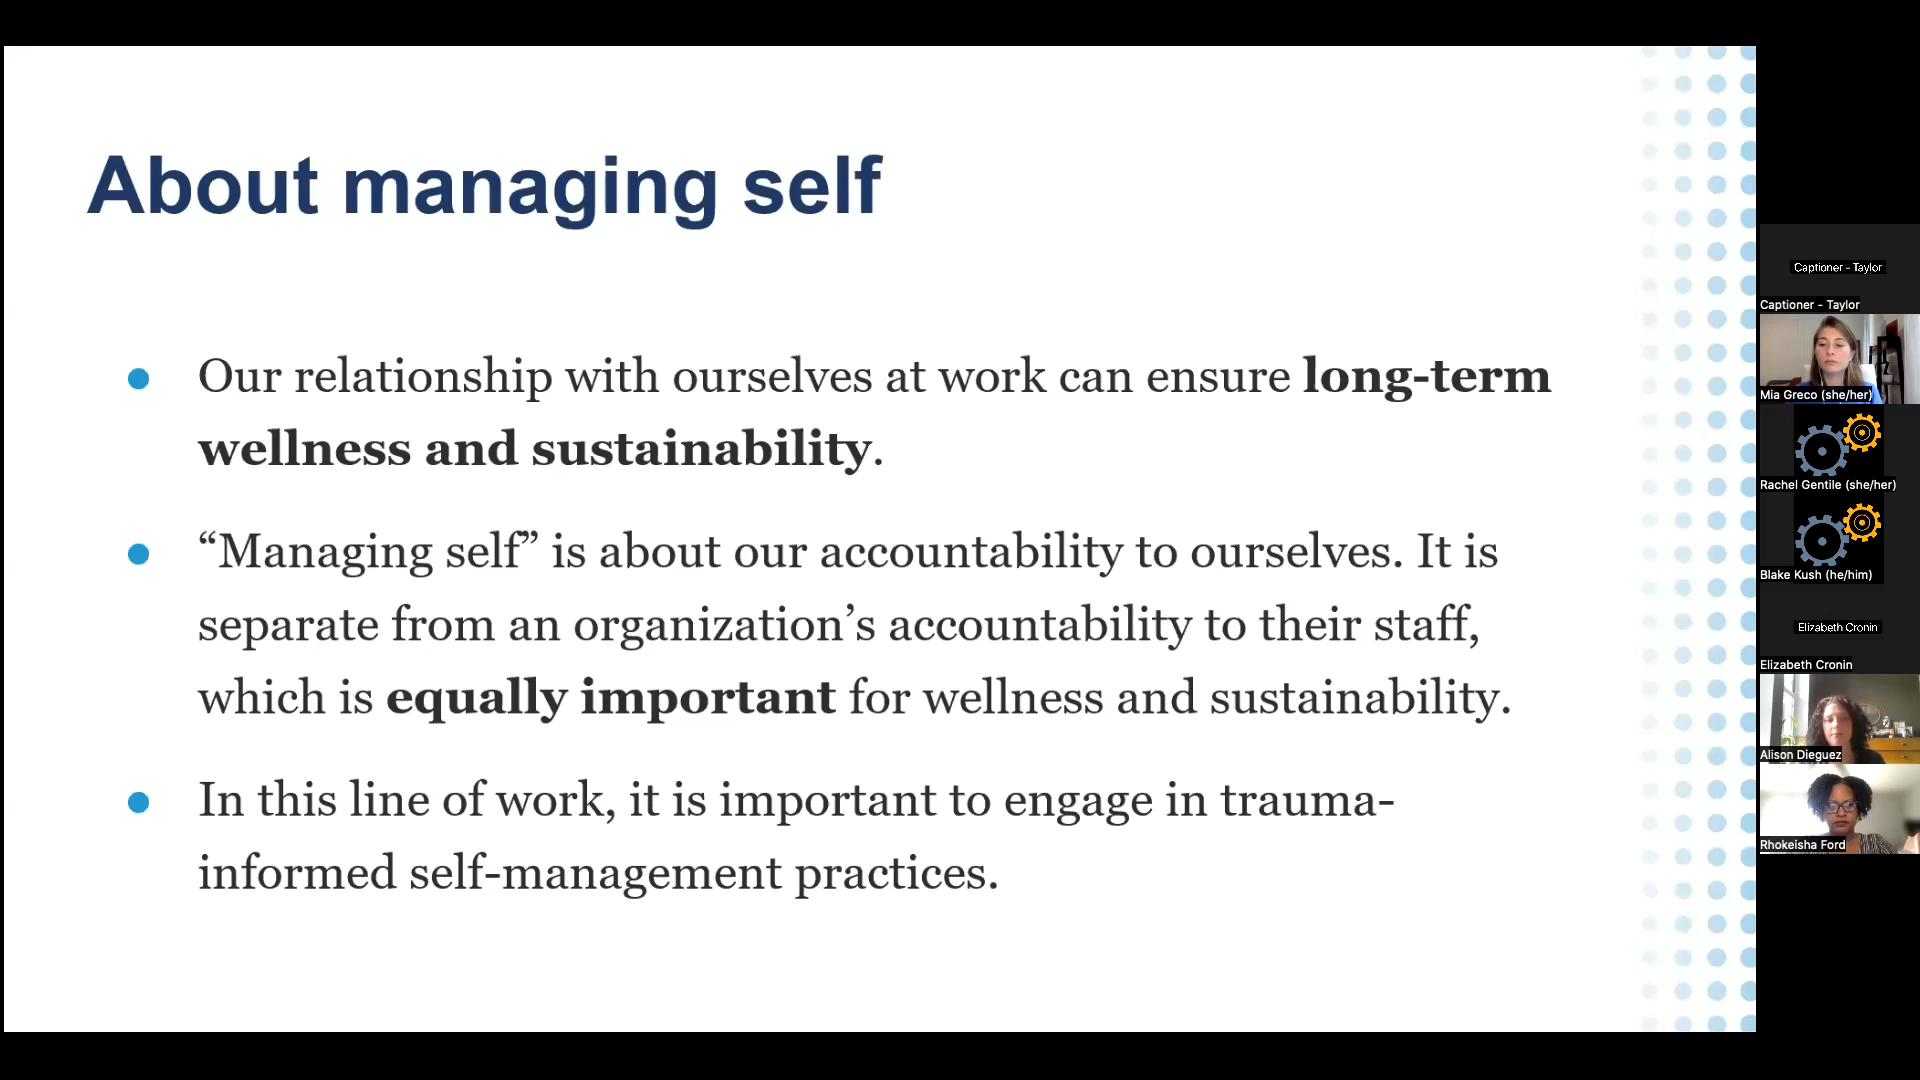 About managing self
Our relationship with ourselves at work can ensure long-term
wellness and sustainability.
“Managing self” is about our accountability to ourselves. It is
separate from an organization’s accountability to their staff,
which is equally important for wellness and sustainability.
In this line of work, it is important to engage in trauma-
informed self-management practices.
Captioner - Taylor
Captioner - Taylor
Mia Greco (she/her)
Rachel Gentile (she/her)
Blake Kush (he/him)
Elizabeth Cronin
Elizabeth Cronin
Alison Dieguez
Rhokeisha Ford